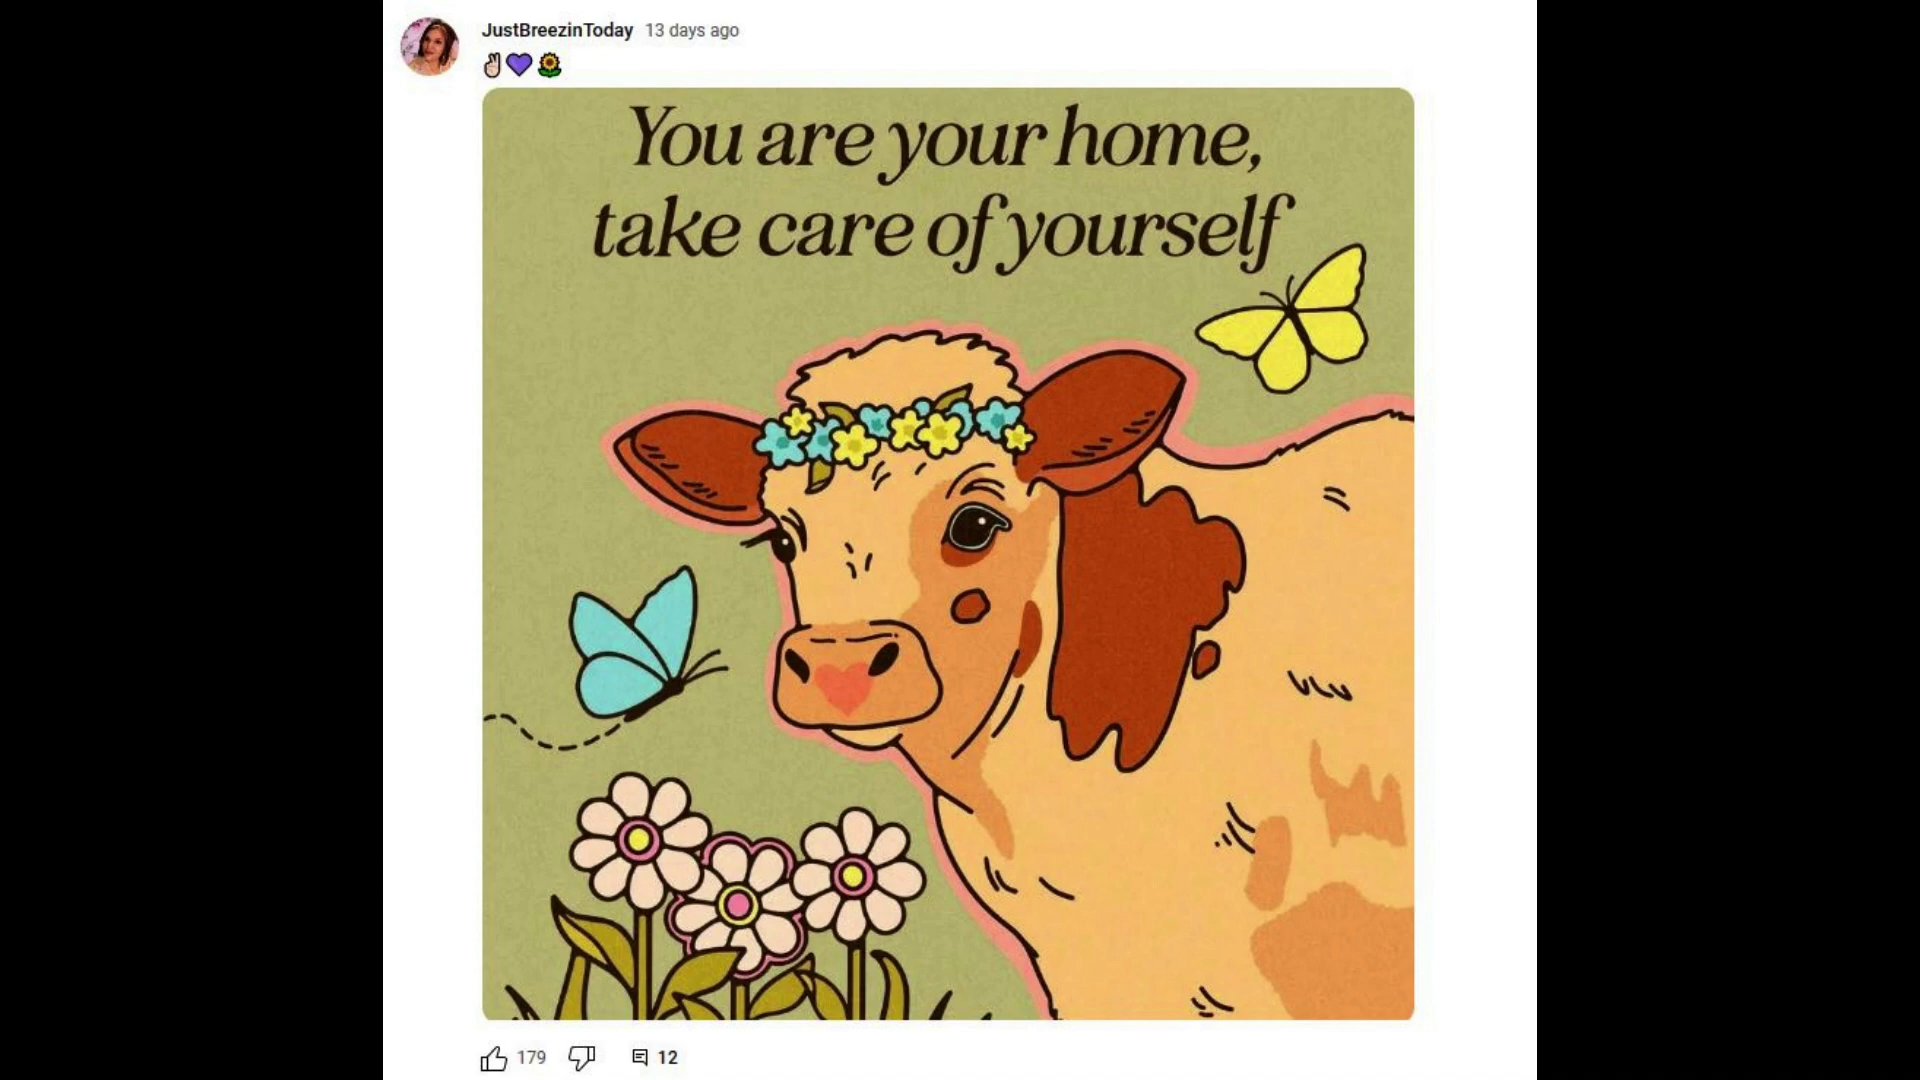 JustBreezinToday 13 days ago
✌🏻💜🌻
You are your home,
take care of yourself
179 12